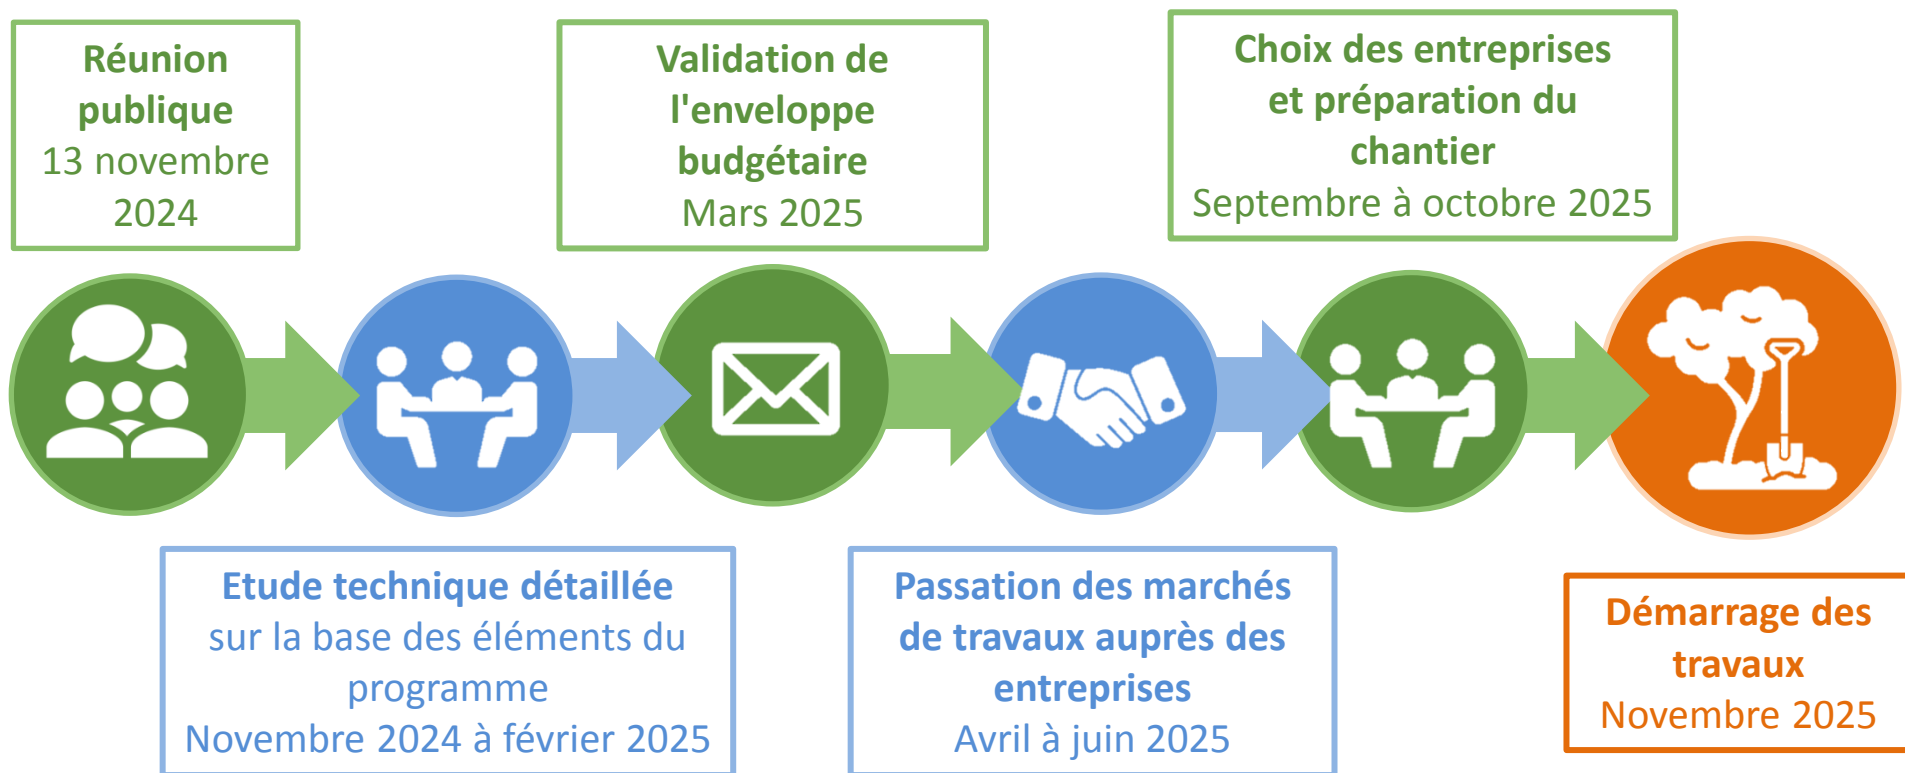 Réunion
publique
13 novembre
2024
Etude technique détaillée
sur la base des éléments du
programme
Novembre 2024 à février 2025
Validation de
l'enveloppe
budgétaire
Mars 2025
Passation des marchés
de travaux auprès des
entreprises
Avril à juin 2025
Choix des entreprises
et préparation du
chantier
Septembre à octobre 2025
Démarrage des
travaux
Novembre 2025